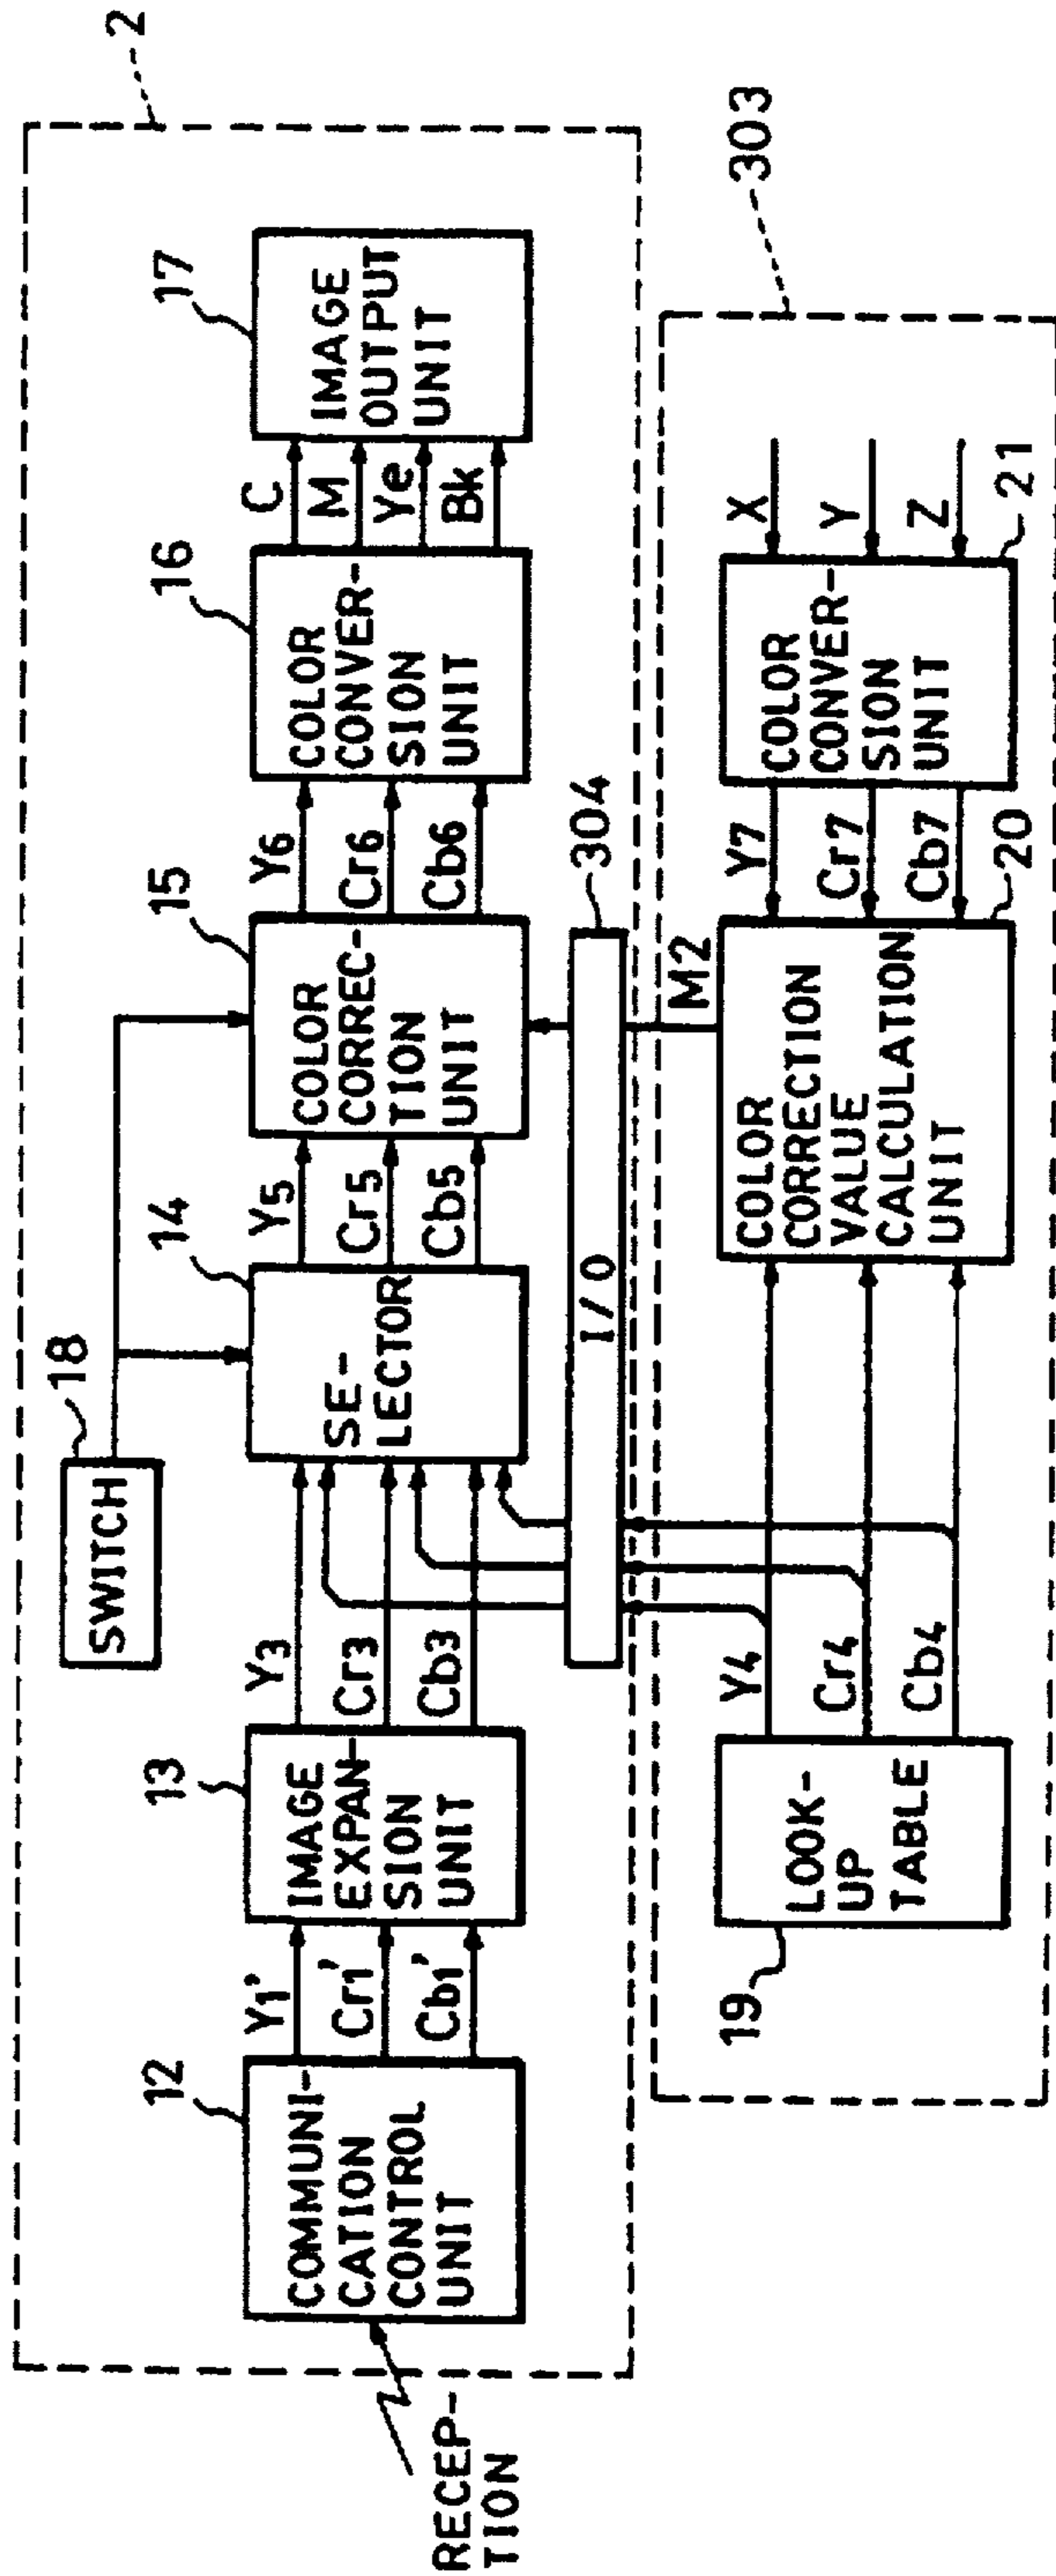 2
SWITCH
18
RECEP-
TION
12
COMMUNI-
CATION
CONTROL
UNIT
Y1'
Cr1'
Cb1'
13
IMAGE
EXPAN-
SION
UNIT
Y3
Cr3
Cb3
14
SE-
LECTOR
Y5
Cr5
Cb5
15
COLOR
CORREC-
TION
UNIT
Y6
Cr6
Cb6
16
COLOR
CONVER-
SION
UNIT
C
M
Ye
Bk
17
IMAGE
OUTPUT
UNIT
I/O
304
303
19
LOOK-
UP
TABLE
Y4
Cr4
Cb4
COLOR
CORRECTION
VALUE
CALCULATION
UNIT
M2
20
Y7
Cr7
Cb7
COLOR
CONVER-
SION
UNIT
21
X
Y
Z